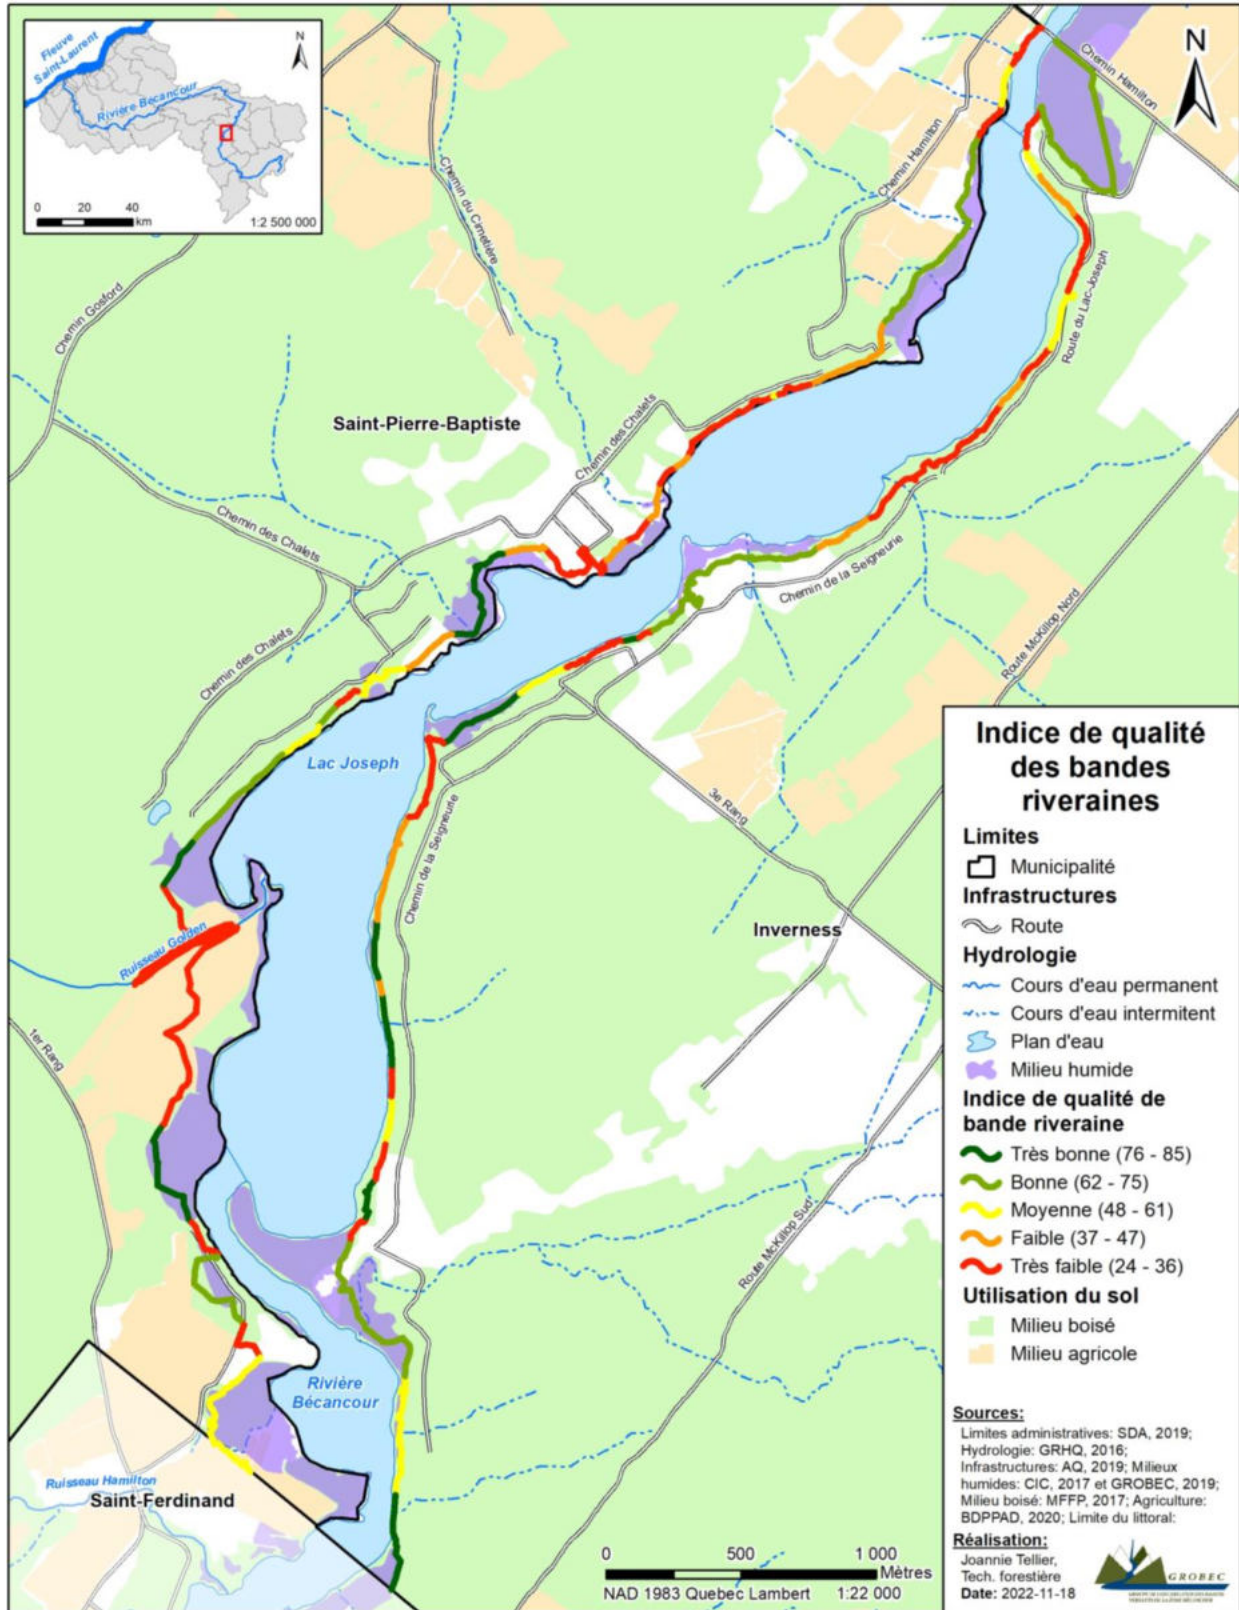 Fleuve
Saint-Laurent
Rivière Bécancour
N
0 20 40
km
1:2 500 000
N
Chemin Hamilton
Chemin Hamilton
Chemin du Cimetière
Chemin Gosford
Route du Lac-Joseph
Saint-Pierre-Baptiste
Chemin des Chalets
Chemin des Chalets
Chemin de la Seigneurie
Chemin des Chalets
Route McKillop Nord
Lac Joseph
3e Rang
Chemin de la Seigneurie
Inverness
Ruisseau Golden
1er Rang
Route McKillop Sud
Rivière
Bécancour
Ruisseau Hamilton
Saint-Ferdinand
0 500 1 000
Mètres
NAD 1983 Quebec Lambert 1:22 000
Indice de qualité
des bandes
riveraines
Limites
Municipalité
Infrastructures
Route
Hydrologie
Cours d'eau permanent
Cours d'eau intermitent
Plan d'eau
Milieu humide
Indice de qualité de
bande riveraine
Très bonne (76 - 85)
Bonne (62 - 75)
Moyenne (48 - 61)
Faible (37 - 47)
Très faible (24 - 36)
Utilisation du sol
Milieu boisé
Milieu agricole
Sources:
Limites administratives: SDA, 2019;
Hydrologie: GRHQ, 2016;
Infrastructures: AQ, 2019; Milieux
humides: CIC, 2017 et GROBEC, 2019;
Milieu boisé: MFFP, 2017; Agriculture:
BDPPAD, 2020; Limite du littoral:
Réalisation:
Joannie Tellier,
Tech. forestière
Date: 2022-11-18
GROBEC